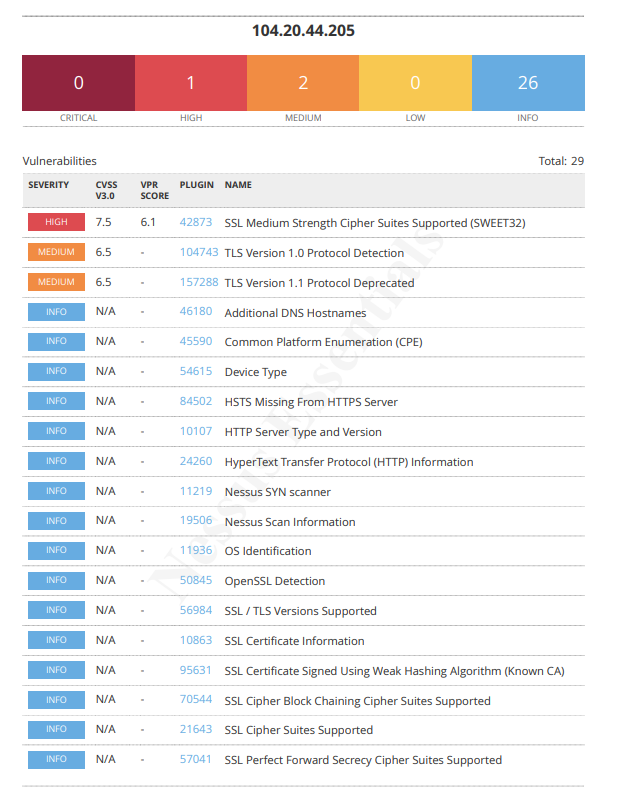 104.20.44.205
0 1 2 0 26
CRITICAL HIGH MEDIUM LOW INFO
Vulnerabilities Total: 29
SEVERITY CVSS V3.0 VPR SCORE PLUGIN NAME
HIGH 7.5 6.1 42873 SSL Medium Strength Cipher Suites Supported (SWEET32)
MEDIUM 6.5 - 104743 TLS Version 1.0 Protocol Detection
MEDIUM 6.5 - 157288 TLS Version 1.1 Protocol Deprecated
INFO N/A - 46180 Additional DNS Hostnames
INFO N/A - 45590 Common Platform Enumeration (CPE)
INFO N/A - 54615 Device Type
INFO N/A - 84502 HSTS Missing From HTTPS Server
INFO N/A - 10107 HTTP Server Type and Version
INFO N/A - 24260 HyperText Transfer Protocol (HTTP) Information
INFO N/A - 11219 Nessus SYN scanner
INFO N/A - 19506 Nessus Scan Information
INFO N/A - 11936 OS Identification
INFO N/A - 50845 OpenSSL Detection
INFO N/A - 56984 SSL / TLS Versions Supported
INFO N/A - 10863 SSL Certificate Information
INFO N/A - 95631 SSL Certificate Signed Using Weak Hashing Algorithm (Known CA)
INFO N/A - 70544 SSL Cipher Block Chaining Cipher Suites Supported
INFO N/A - 21643 SSL Cipher Suites Supported
INFO N/A - 57041 SSL Perfect Forward Secrecy Cipher Suites Supported
Nessus Essentials